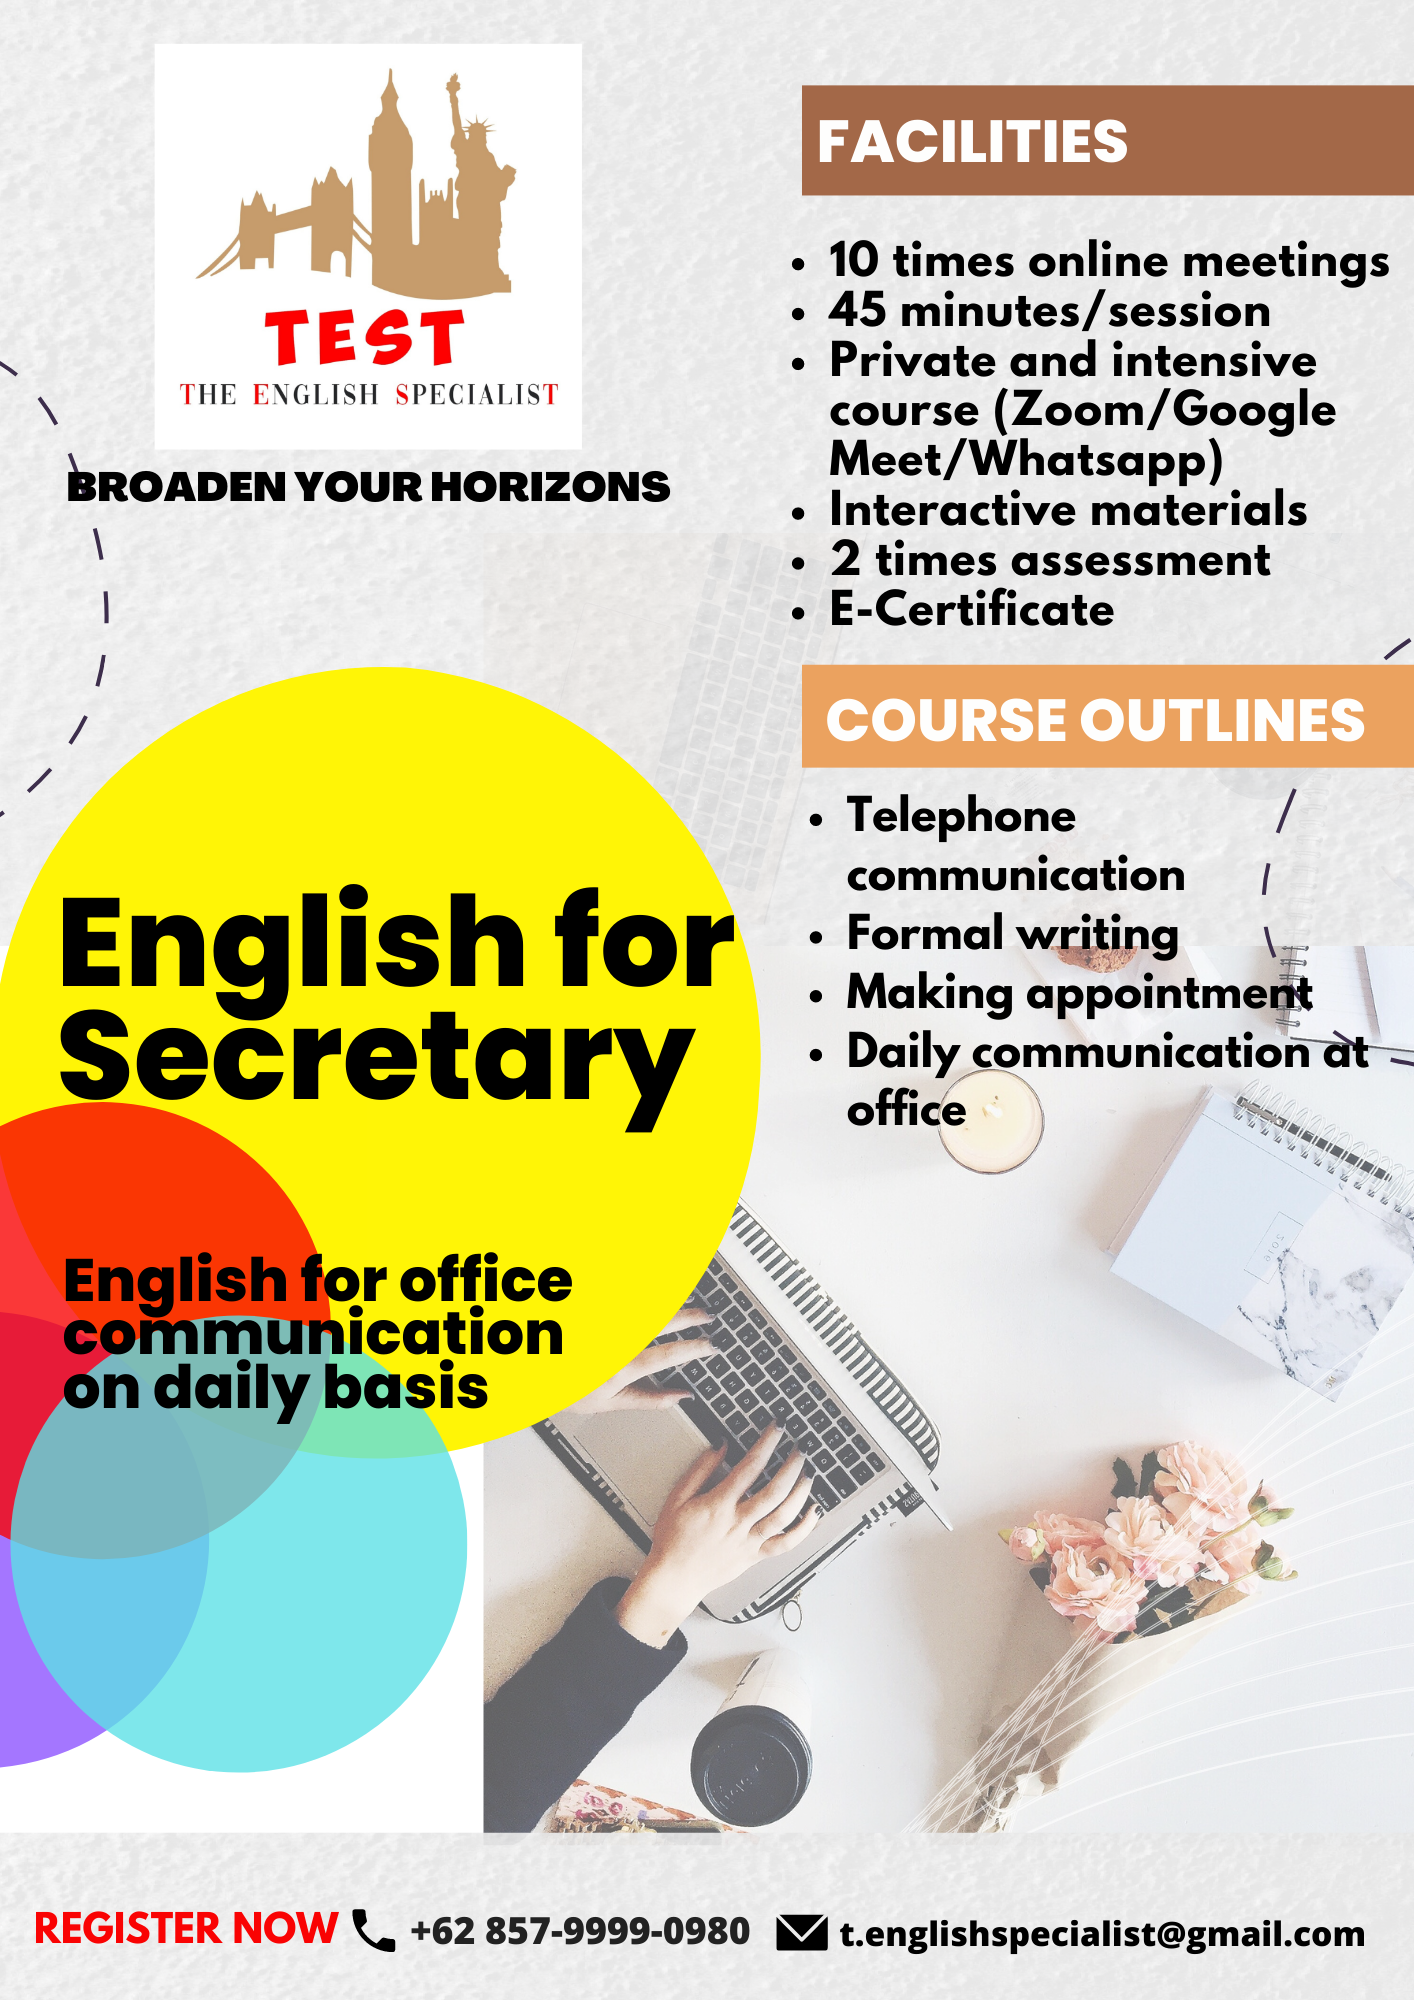 TEST
THE ENGLISH SPECIALIST
BROADEN YOUR HORIZONS
English for
Secretary
English for office
communication
on daily basis
FACILITIES
• 10 times online meetings
• 45 minutes/session
• Private and intensive
course (Zoom/Google
Meet/Whatsapp)
• Interactive materials
• 2 times assessment
• E-Certificate
COURSE OUTLINES
• Telephone
communication
• Formal writing
• Making appointment
• Daily communication at
office
REGISTER NOW +62 857-9999-0980 t.englishspecialist@gmail.com